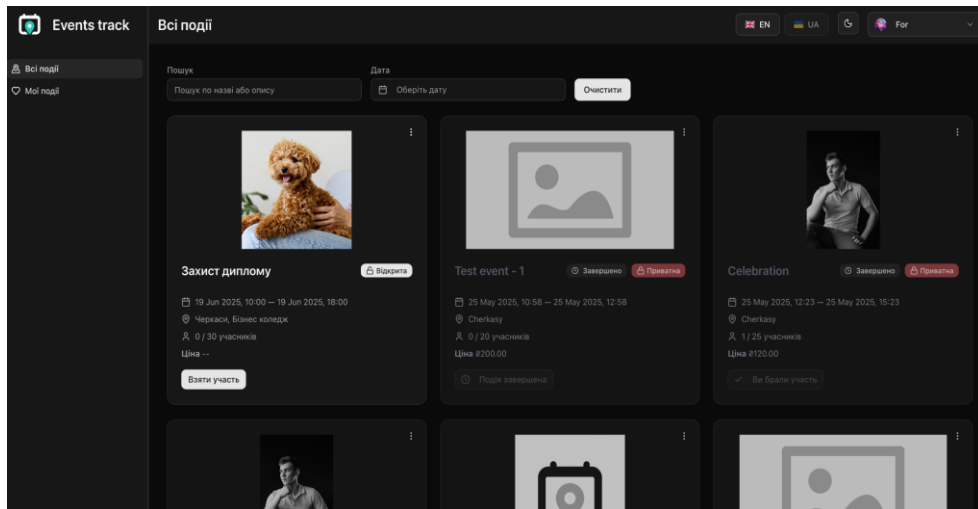 Events track
Всі події
EN
UA
For
Всі події
Мої події
Пошук
Дата
Пошук по назві або опису
Оберіть дату
Очистити
Захист диплому
Відкрита
19 Jun 2025, 10:00 — 19 Jun 2025, 18:00
Черкаси, Бізнес коледж
0 / 30 учасників
Ціна --
Взяти участь
Test event - 1
Завершено
Приватна
25 May 2025, 10:58 — 25 May 2025, 12:58
Cherkasy
0 / 20 учасників
Ціна ₴200.00
Подія завершена
Celebration
Завершено
Приватна
25 May 2025, 12:23 — 25 May 2025, 15:23
Cherkasy
1 / 25 учасників
Ціна ₴120.00
Ви брали участь